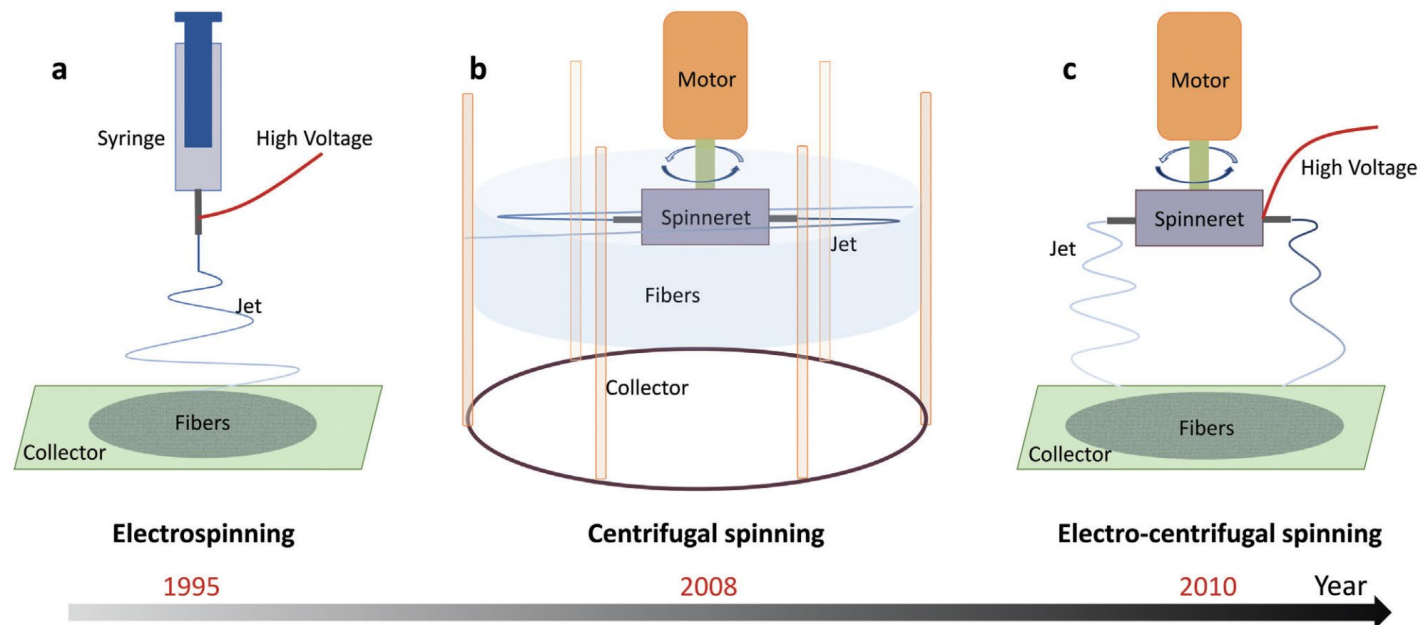 a
Syringe
High Voltage
Jet
Fibers
Collector
b
Motor
Spinneret
Jet
Fibers
Collector
c
Motor
High Voltage
Spinneret
Jet
Fibers
Collector
Electrospinning
Centrifugal spinning
Electro-centrifugal spinning
1995
2008
2010
Year